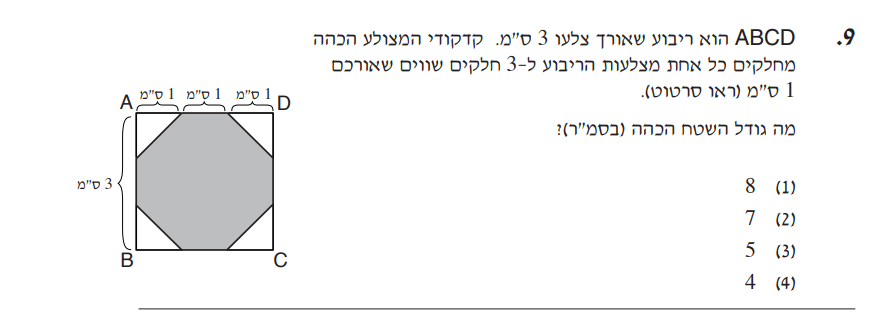 9. ABCD הוא ריבוע שאורך צלעו 3 ס"מ. קדקודי המצולע הכהה
מחלקים כל אחת מצלעות הריבוע ל-3 חלקים שווים שאורכם
1 ס"מ (ראו סרטוט).
מה גודל השטח הכהה (בסמ"ר)?
(1) 8
(2) 7
(3) 5
(4) 4
A 1 ס"מ 1 ס"מ 1 ס"מ D
3 ס"מ
B C